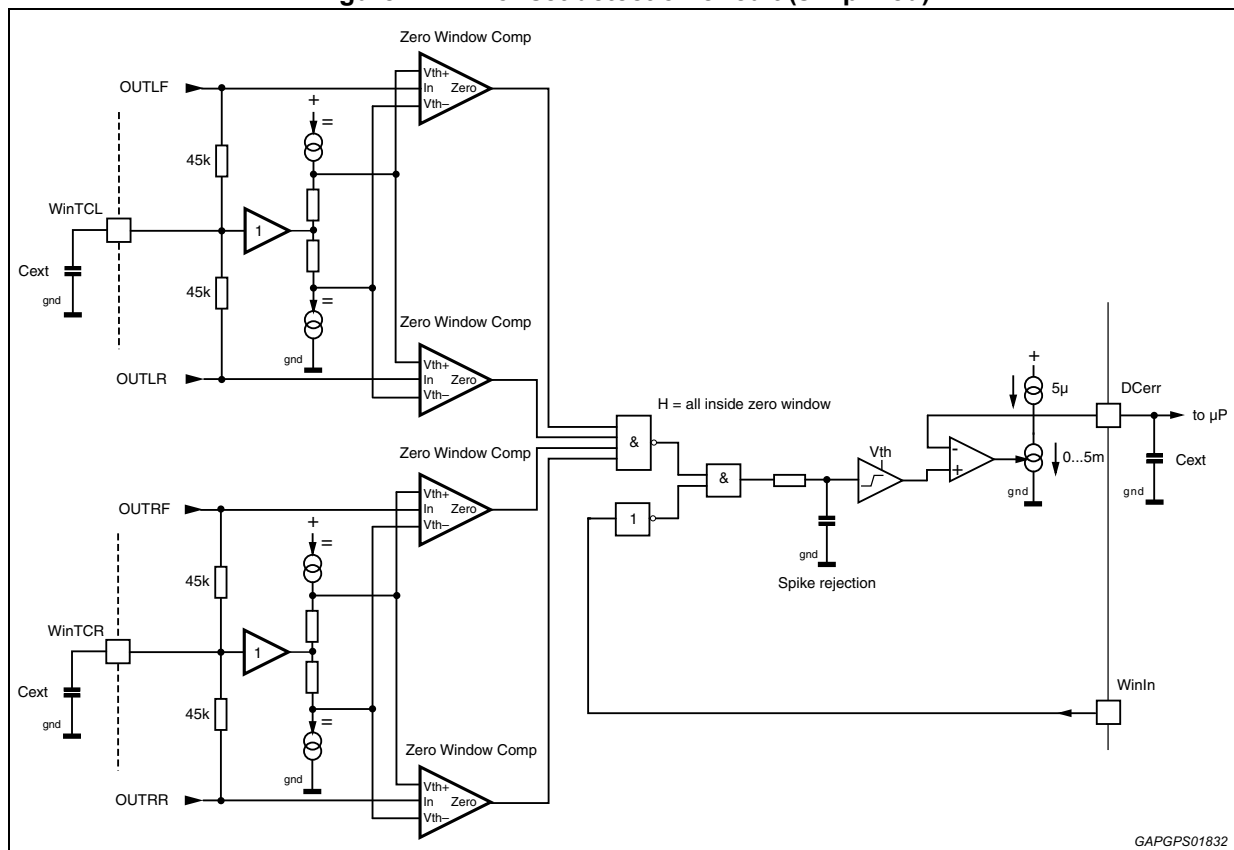 Zero Window Comp
OUTLF
Vth+
In Zero
Vth–
+
=
45k
WinTCL
1
Cext
gnd
45k
=
gnd
Zero Window Comp
OUTLR
Vth+
In Zero
Vth–
H = all inside zero window
&
&
1
Vth
gnd
Spike rejection
-
+
+
5µ
0...5m
gnd
DCerr
to µP
Cext
gnd
WinIn
Zero Window Comp
OUTRF
Vth+
In Zero
Vth–
+
=
45k
WinTCR
1
Cext
gnd
45k
=
gnd
Zero Window Comp
OUTRR
Vth+
In Zero
Vth–
GAPGPS01832